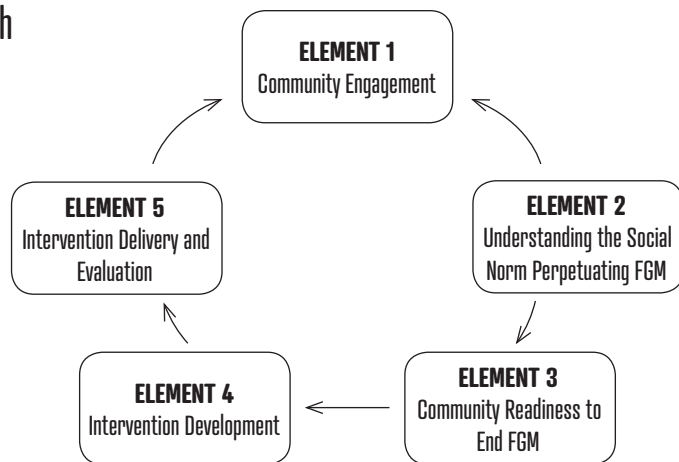 h
ELEMENT 1
Community Engagement
ELEMENT 2
Understanding the Social
Norm Perpetuating FGM
ELEMENT 3
Community Readiness to
End FGM
ELEMENT 4
Intervention Development
ELEMENT 5
Intervention Delivery and
Evaluation